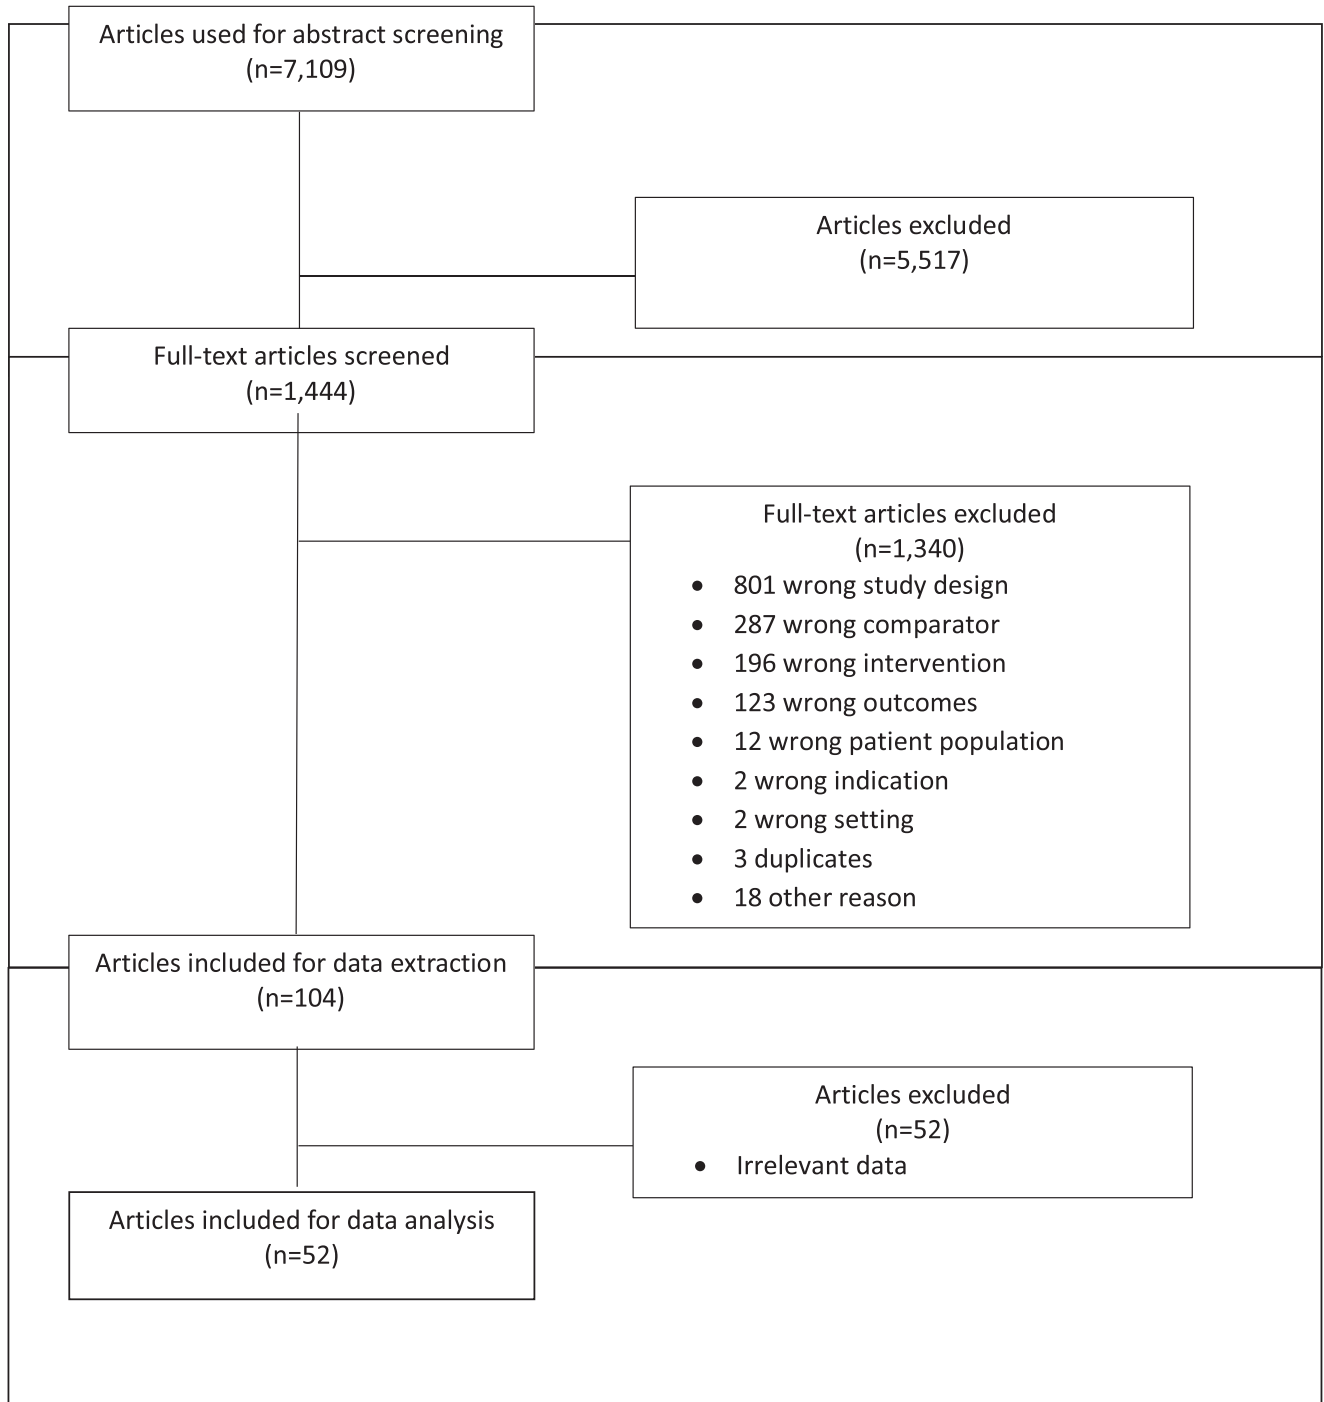 Articles used for abstract screening
(n=7,109)
Articles excluded
(n=5,517)
Full-text articles screened
(n=1,444)
Full-text articles excluded
(n=1,340)
• 801 wrong study design
• 287 wrong comparator
• 196 wrong intervention
• 123 wrong outcomes
• 12 wrong patient population
• 2 wrong indication
• 2 wrong setting
• 3 duplicates
• 18 other reason
Articles included for data extraction
(n=104)
Articles excluded
(n=52)
• Irrelevant data
Articles included for data analysis
(n=52)